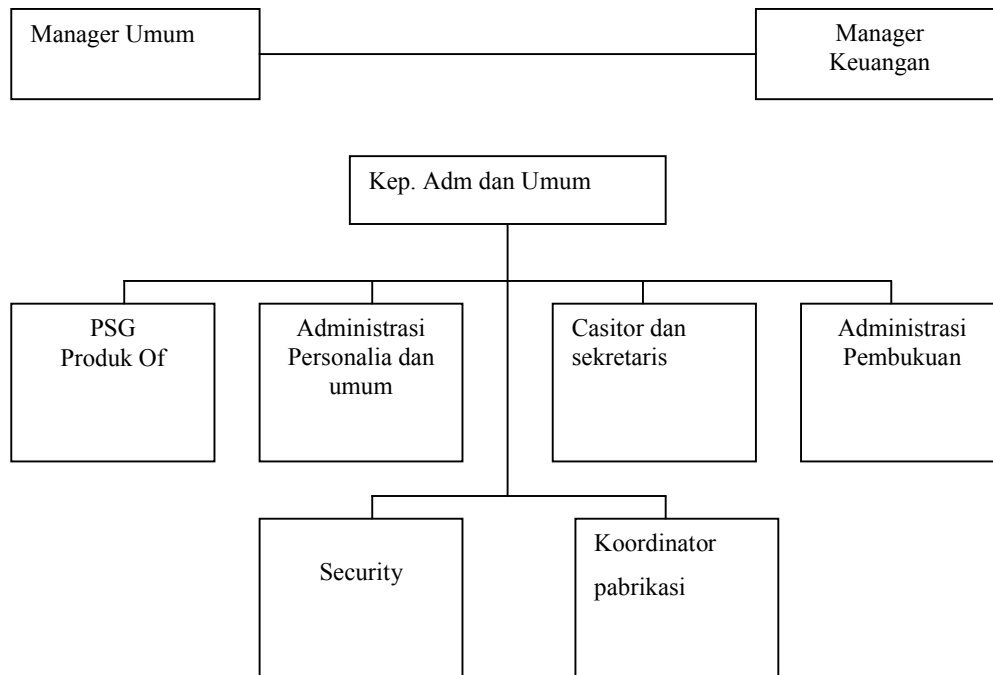 Manager Umum
Manager
Keuangan
Kep. Adm dan Umum
PSG
Produk Of
Administrasi
Personalia dan
umum
Casitor dan
sekretaris
Administrasi
Pembukuan
Security
Koordinator
pabrikasi